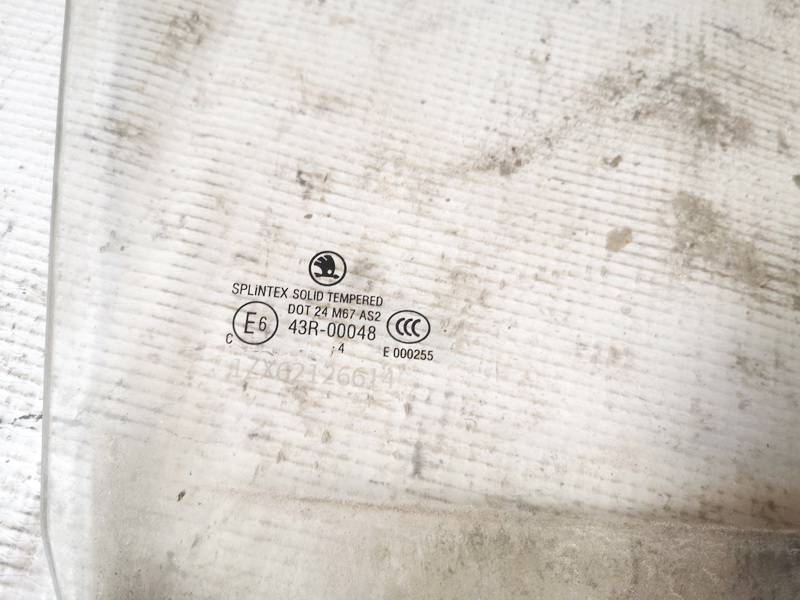 SPLiNTEX SOLID TEMPERED
DOT 24 M67 AS2
E6 43R-00048 CCC
C .4 E 000255